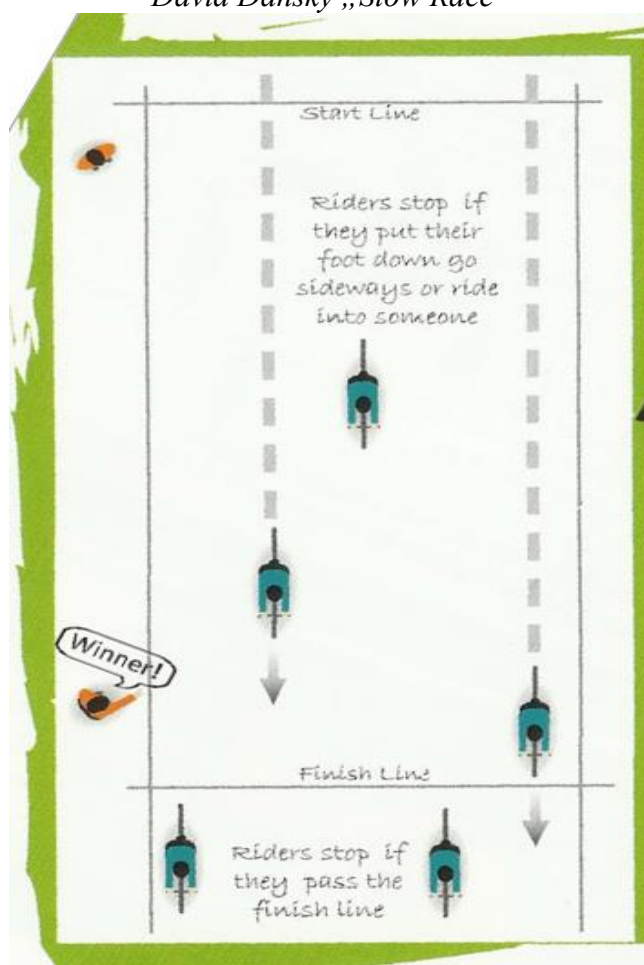 David Dansky „Slow Race
Start Line
Riders stop if
they put their
foot down go
sideways or ride
into someone
Winner!
Finish Line
Riders stop if
they pass the
finish line